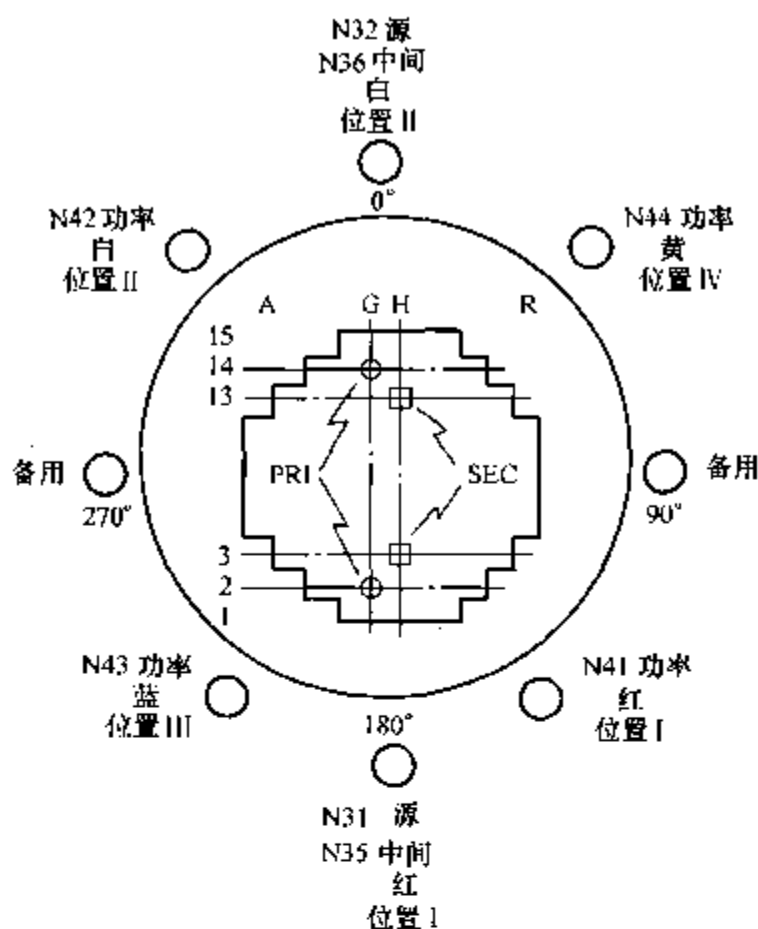 N32 源
N36 中间
白
位置 II
0°
N42 功率
白
位置 II
N44 功率
黄
位置 IV
A
G H
R
15
14
13
备用
270°
PRI
SEC
备用
90°
3
2
1
N43 功率
蓝
位置 III
180°
N41 功率
红
位置 I
N31 源
N35 中间
红
位置 I